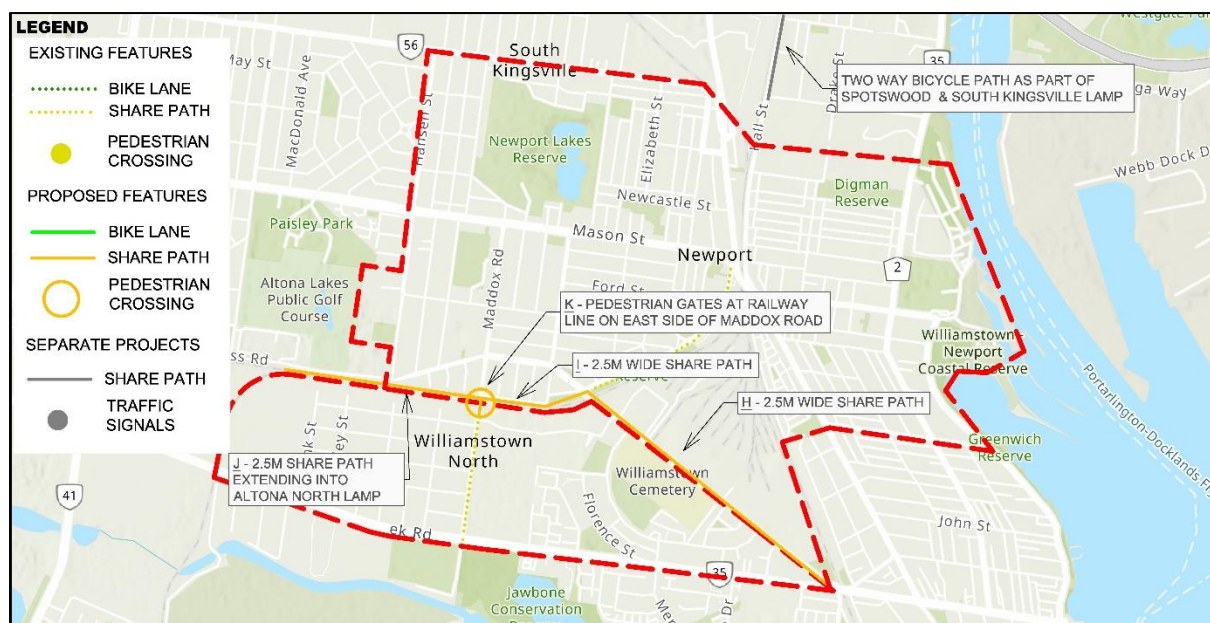 LEGEND
EXISTING FEATURES
BIKE LANE
SHARE PATH
PEDESTRIAN
CROSSING
PROPOSED FEATURES
BIKE LANE
SHARE PATH
PEDESTRIAN
CROSSING
SEPARATE PROJECTS
SHARE PATH
TRAFFIC
SIGNALS
May St
MacDonald Ave
56
Hansen St
South
Kingsville
Newport Lakes
Reserve
Elizabeth St
Hall St
Drake St
35
TWO WAY BICYCLE PATH AS PART OF
SPOTSWOOD & SOUTH KINGSVILLE LAMP
Webb Dock D
Digman
Reserve
Newcastle St
Mason St
Newport
2
Paisley Park
Altona Lakes
Public Golf
Course
Maddox Rd
Ford St
K - PEDESTRIAN GATES AT RAILWAY
LINE ON EAST SIDE OF MADDOX ROAD
I - 2.5M WIDE SHARE PATH
Reserve
H - 2.5M WIDE SHARE PATH
Williamstown -
Newport
Coastal Reserve
Greenwich
Reserve
Portarlington-Docklands F
ss Rd
Williamstown
North
J - 2.5M SHARE PATH
EXTENDING INTO
ALTONA NORTH LAMP
Williamstown
Cemetery
Florence St
John St
41
ek Rd
35
Jawbone
Conservation